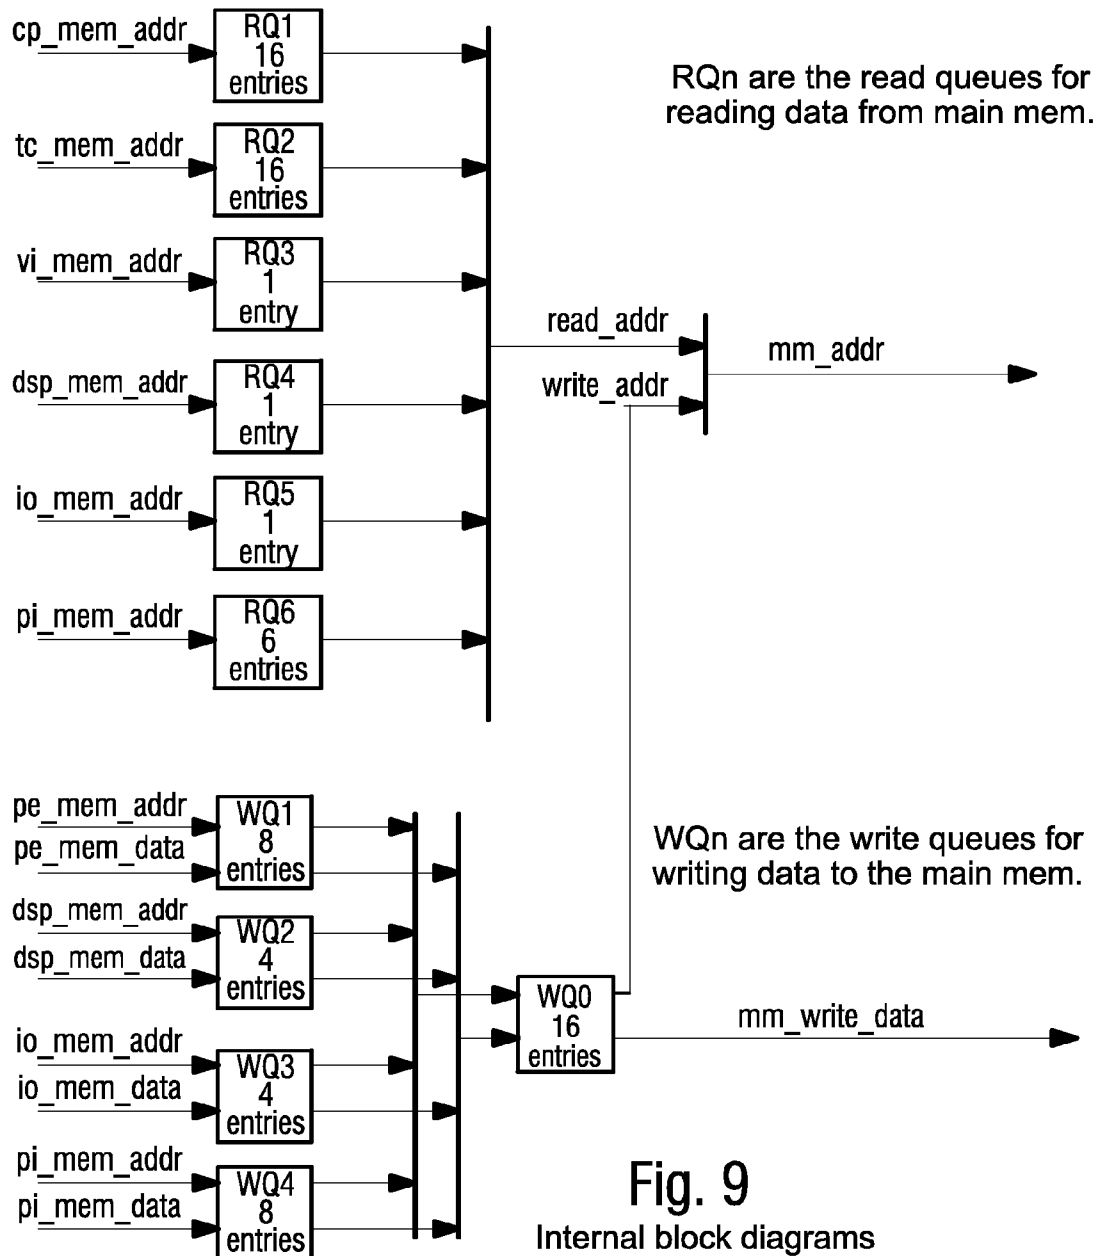 cp_mem_addr
RQ1
16
entries
RQn are the read queues for
reading data from main mem.
tc_mem_addr
RQ2
16
entries
vi_mem_addr
RQ3
1
entry
read_addr
mm_addr
write_addr
dsp_mem_addr
RQ4
1
entry
io_mem_addr
RQ5
1
entry
pi_mem_addr
RQ6
6
entries
pe_mem_addr
pe_mem_data
WQ1
8
entries
WQn are the write queues for
writing data to the main mem.
dsp_mem_addr
dsp_mem_data
WQ2
4
entries
WQ0
16
entries
mm_write_data
io_mem_addr
io_mem_data
WQ3
4
entries
pi_mem_addr
pi_mem_data
WQ4
8
entries
Fig. 9
Internal block diagrams